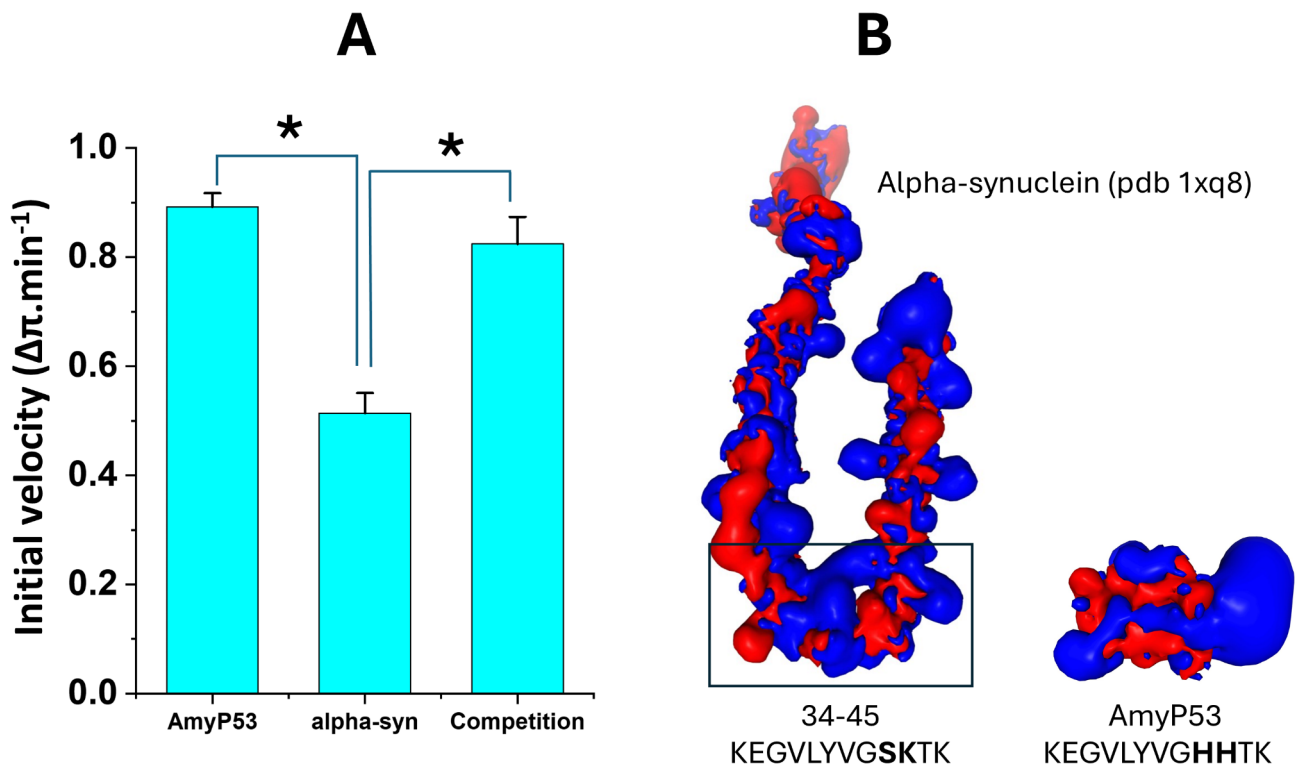 A
B
*
*
Initial velocity (Δπ.min⁻¹)
1.0
0.8
0.6
0.4
0.2
0.0
AmyP53
alpha-syn
Competition
Alpha-synuclein (pdb 1xq8)
34-45
KEGVLYVGSKTK
AmyP53
KEGVLYVGHHTK